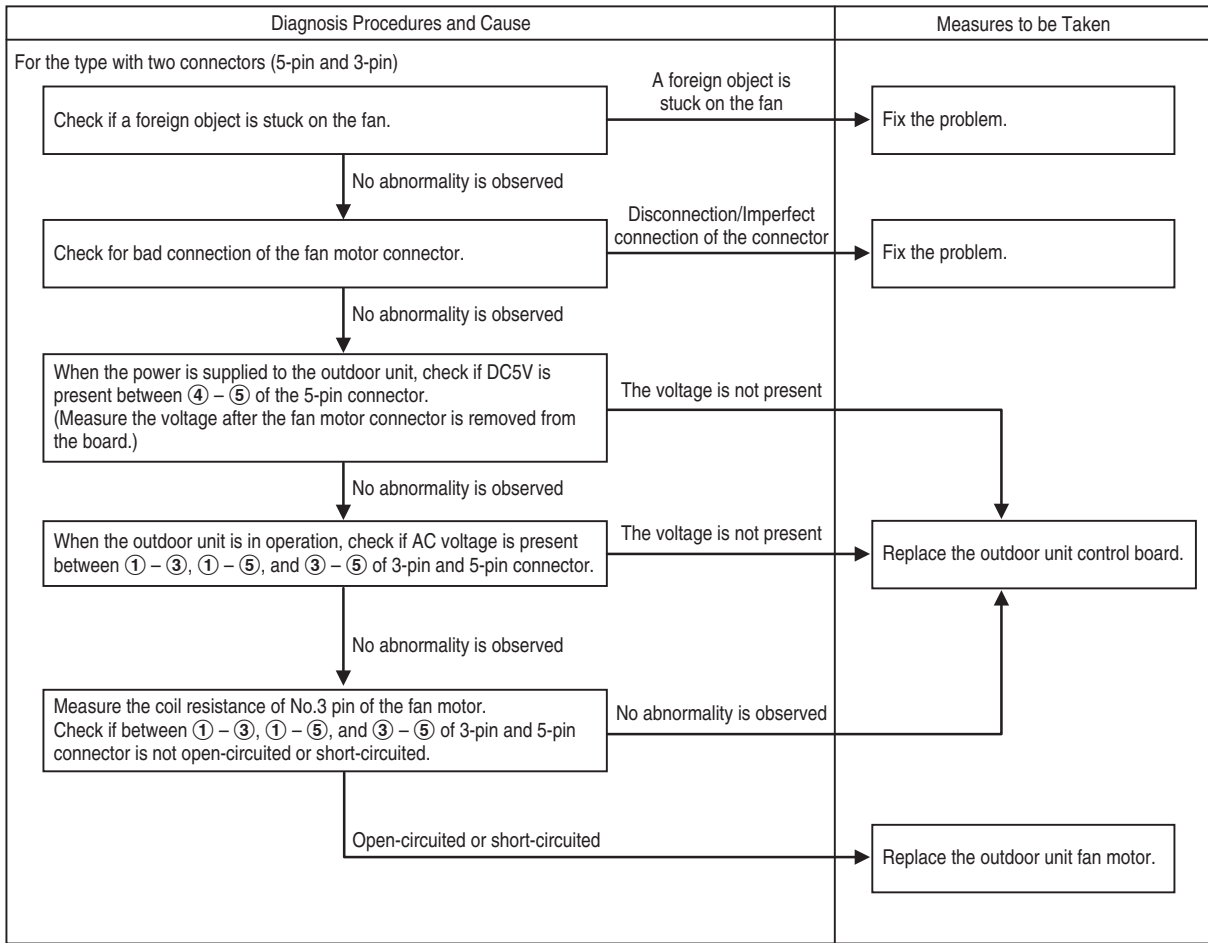 Diagnosis Procedures and Cause
Measures to be Taken
For the type with two connectors (5-pin and 3-pin)
Check if a foreign object is stuck on the fan.
A foreign object is
stuck on the fan
Fix the problem.
No abnormality is observed
Check for bad connection of the fan motor connector.
Disconnection/Imperfect
connection of the connector
Fix the problem.
No abnormality is observed
When the power is supplied to the outdoor unit, check if DC5V is
present between ④ – ⑤ of the 5-pin connector.
(Measure the voltage after the fan motor connector is removed from
the board.)
The voltage is not present
No abnormality is observed
When the outdoor unit is in operation, check if AC voltage is present
between ① – ③, ① – ⑤, and ③ – ⑤ of 3-pin and 5-pin connector.
The voltage is not present
Replace the outdoor unit control board.
No abnormality is observed
Measure the coil resistance of No.3 pin of the fan motor.
Check if between ① – ③, ① – ⑤, and ③ – ⑤ of 3-pin and 5-pin
connector is not open-circuited or short-circuited.
No abnormality is observed
Open-circuited or short-circuited
Replace the outdoor unit fan motor.